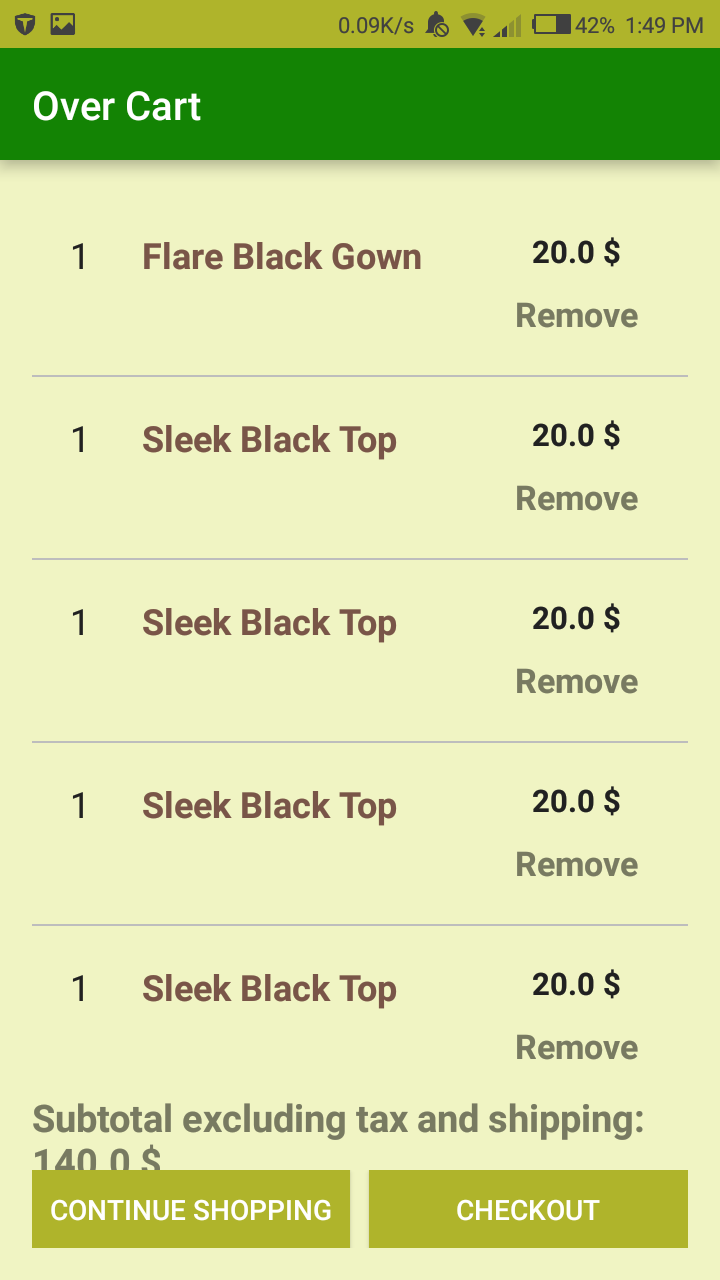 0.09K/s 42% 1:49 PM
Over Cart
1 Flare Black Gown 20.0 $
Remove
1 Sleek Black Top 20.0 $
Remove
1 Sleek Black Top 20.0 $
Remove
1 Sleek Black Top 20.0 $
Remove
1 Sleek Black Top 20.0 $
Remove
Subtotal excluding tax and shipping:
140.0 $
CONTINUE SHOPPING CHECKOUT